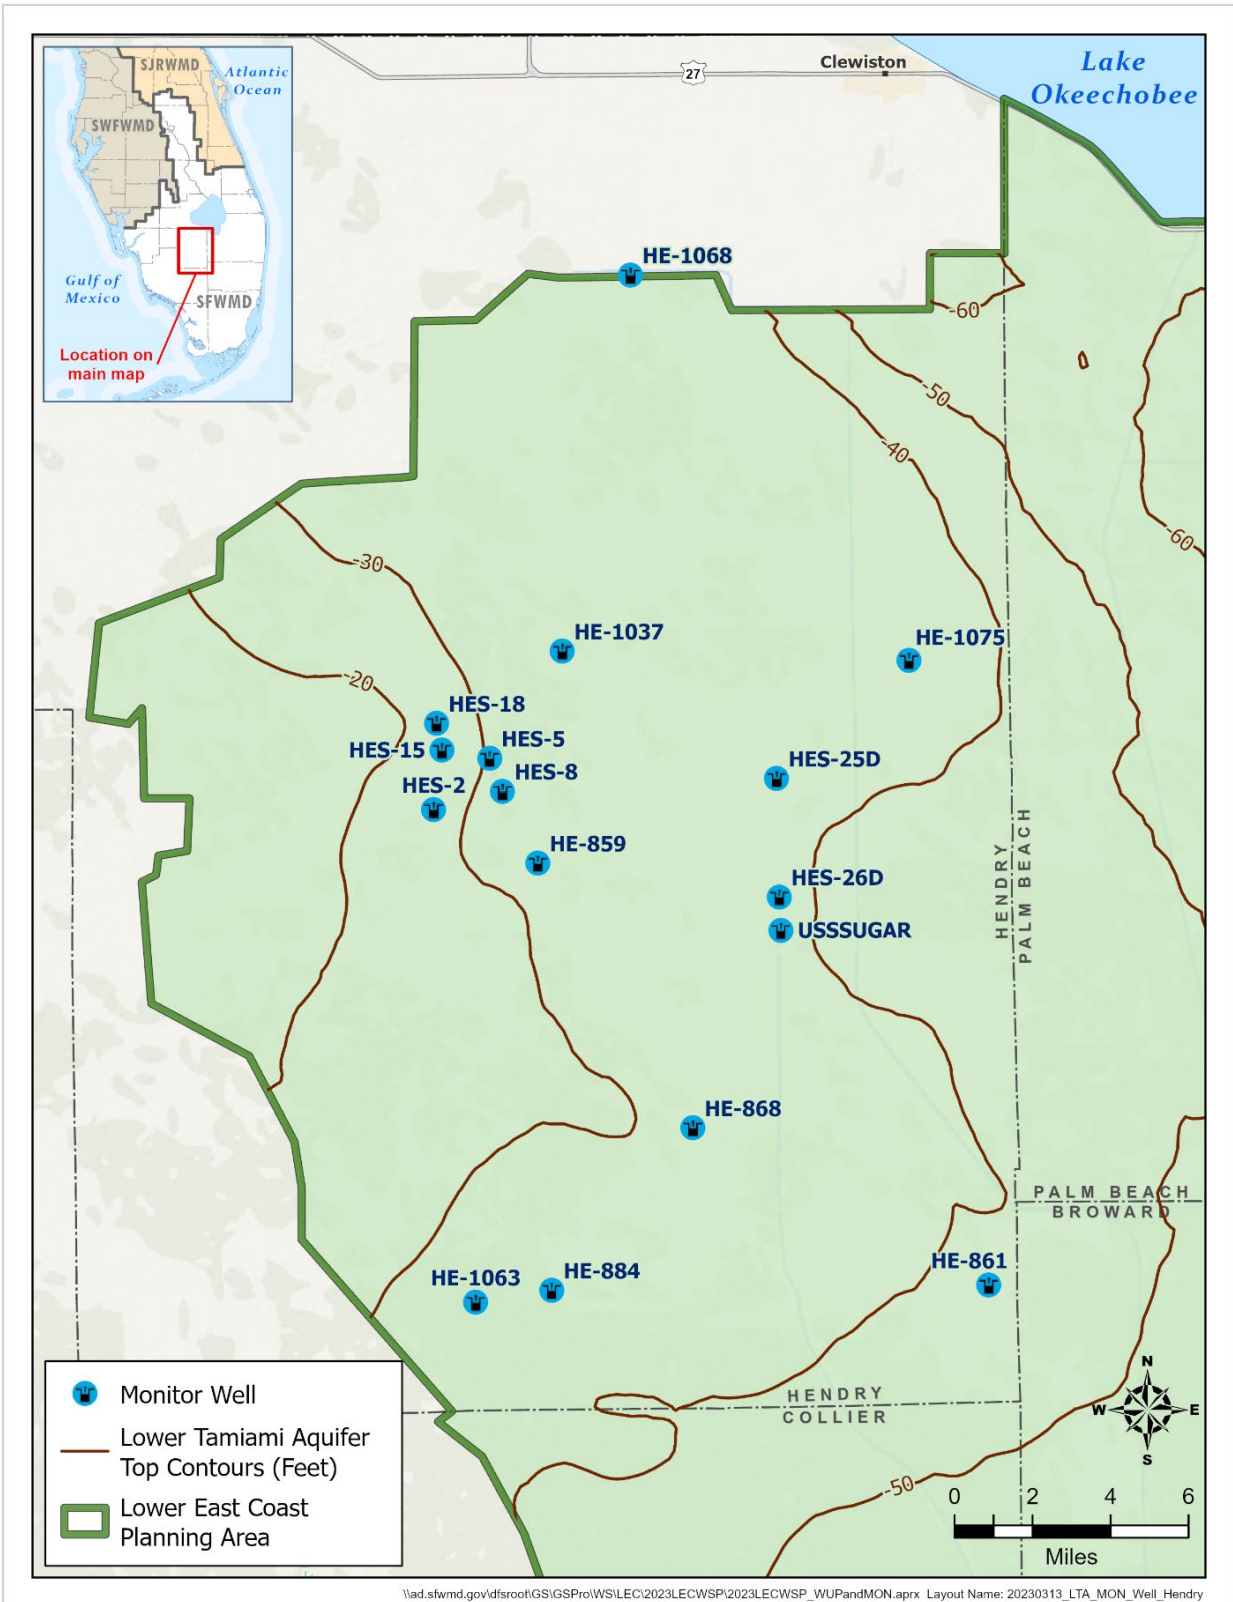 SJRWMD
Atlantic
Ocean
SWFWMD
Gulf of
Mexico
SFWMD
Location on
main map
27
Clewiston
Lake
Okeechobee
HE-1068
-60
-50
-40
-60
-30
-20
HE-1037
HE-1075
HES-18
HES-15
HES-5
HES-8
HES-2
HES-25D
HE-859
HES-26D
USSSUGAR
HENDRY
PALM BEACH
HE-868
PALM BEACH
BROWARD
HE-861
HE-884
HE-1063
HENDRY
COLLIER
-50
N
W
E
S
0 2 4 6
Miles
Monitor Well
Lower Tamiami Aquifer
Top Contours (Feet)
Lower East Coast
Planning Area
\\ad.sfwmd.gov\dfsroot\GS\GSPro\WS\LEC\2023LECWSP\2023LECWSP_WUPandMON.aprx Layout Name: 20230313_LTA_MON_Well_Hendry